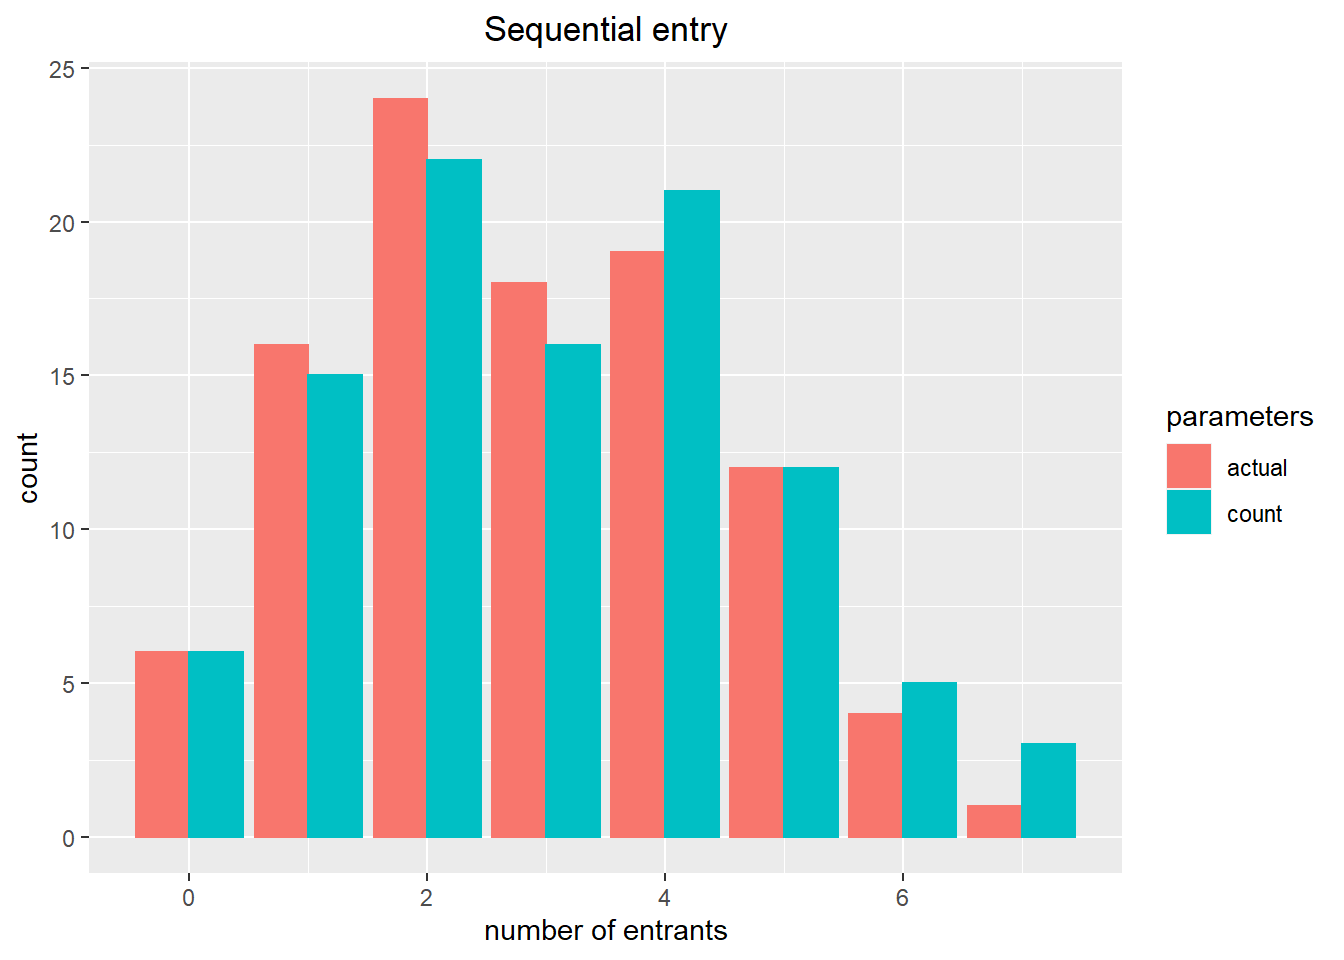 Sequential entry
25
20
15
10
5
0
count
0 2 4 6
number of entrants
parameters
actual
count